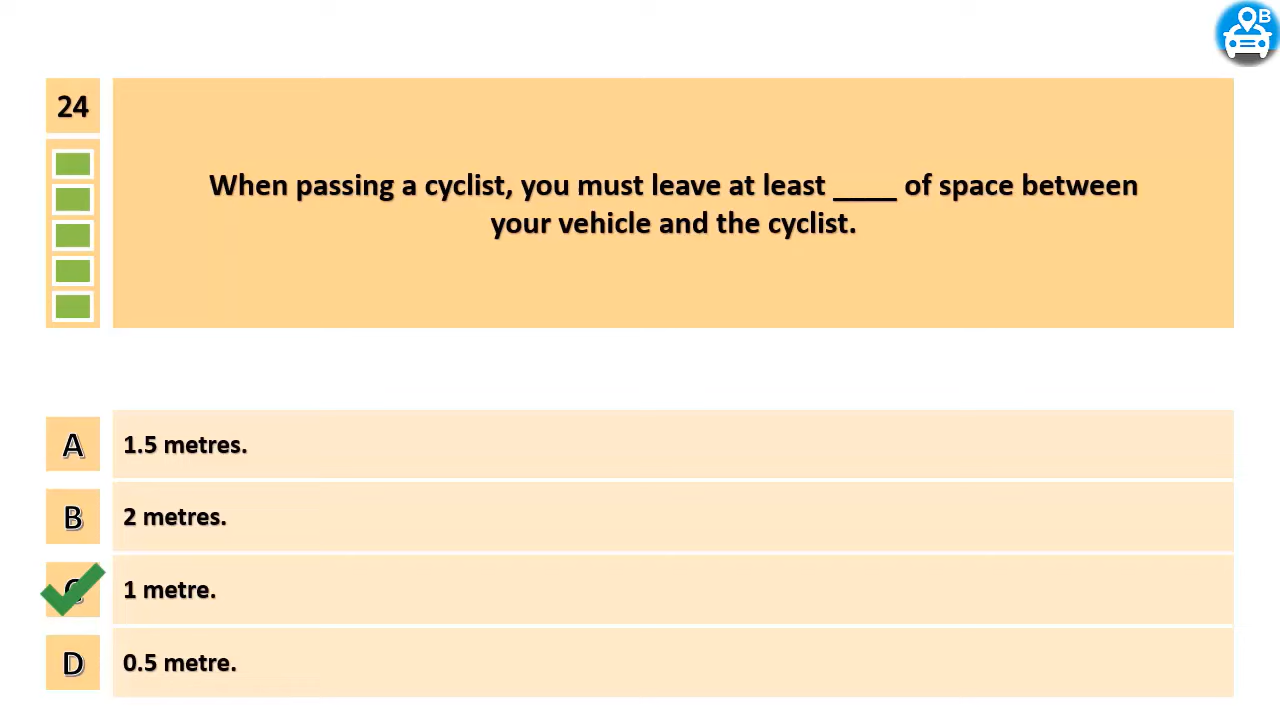 B
24
When passing a cyclist, you must leave at least ____ of space between
your vehicle and the cyclist.
A
1.5 metres.
B
2 metres.
C
1 metre.
D
0.5 metre.